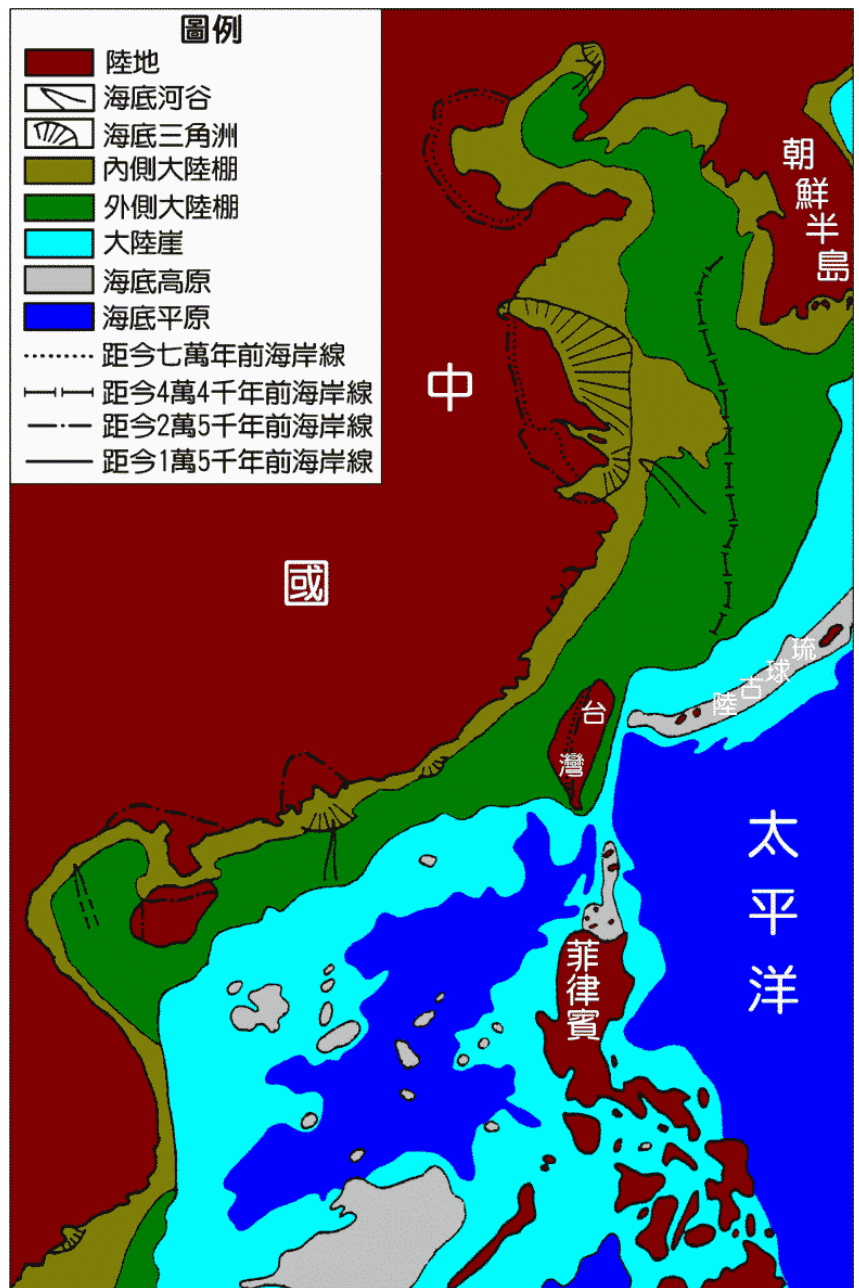 圖例
陸地
海底河谷
海底三角洲
內側大陸棚
外側大陸棚
大陸崖
海底高原
海底平原
距今七萬年前海岸線
距今4萬4千年前海岸線
距今2萬5千年前海岸線
距今1萬5千年前海岸線
朝鮮半島
中國
琉球古陸
台灣
太平洋
菲律賓